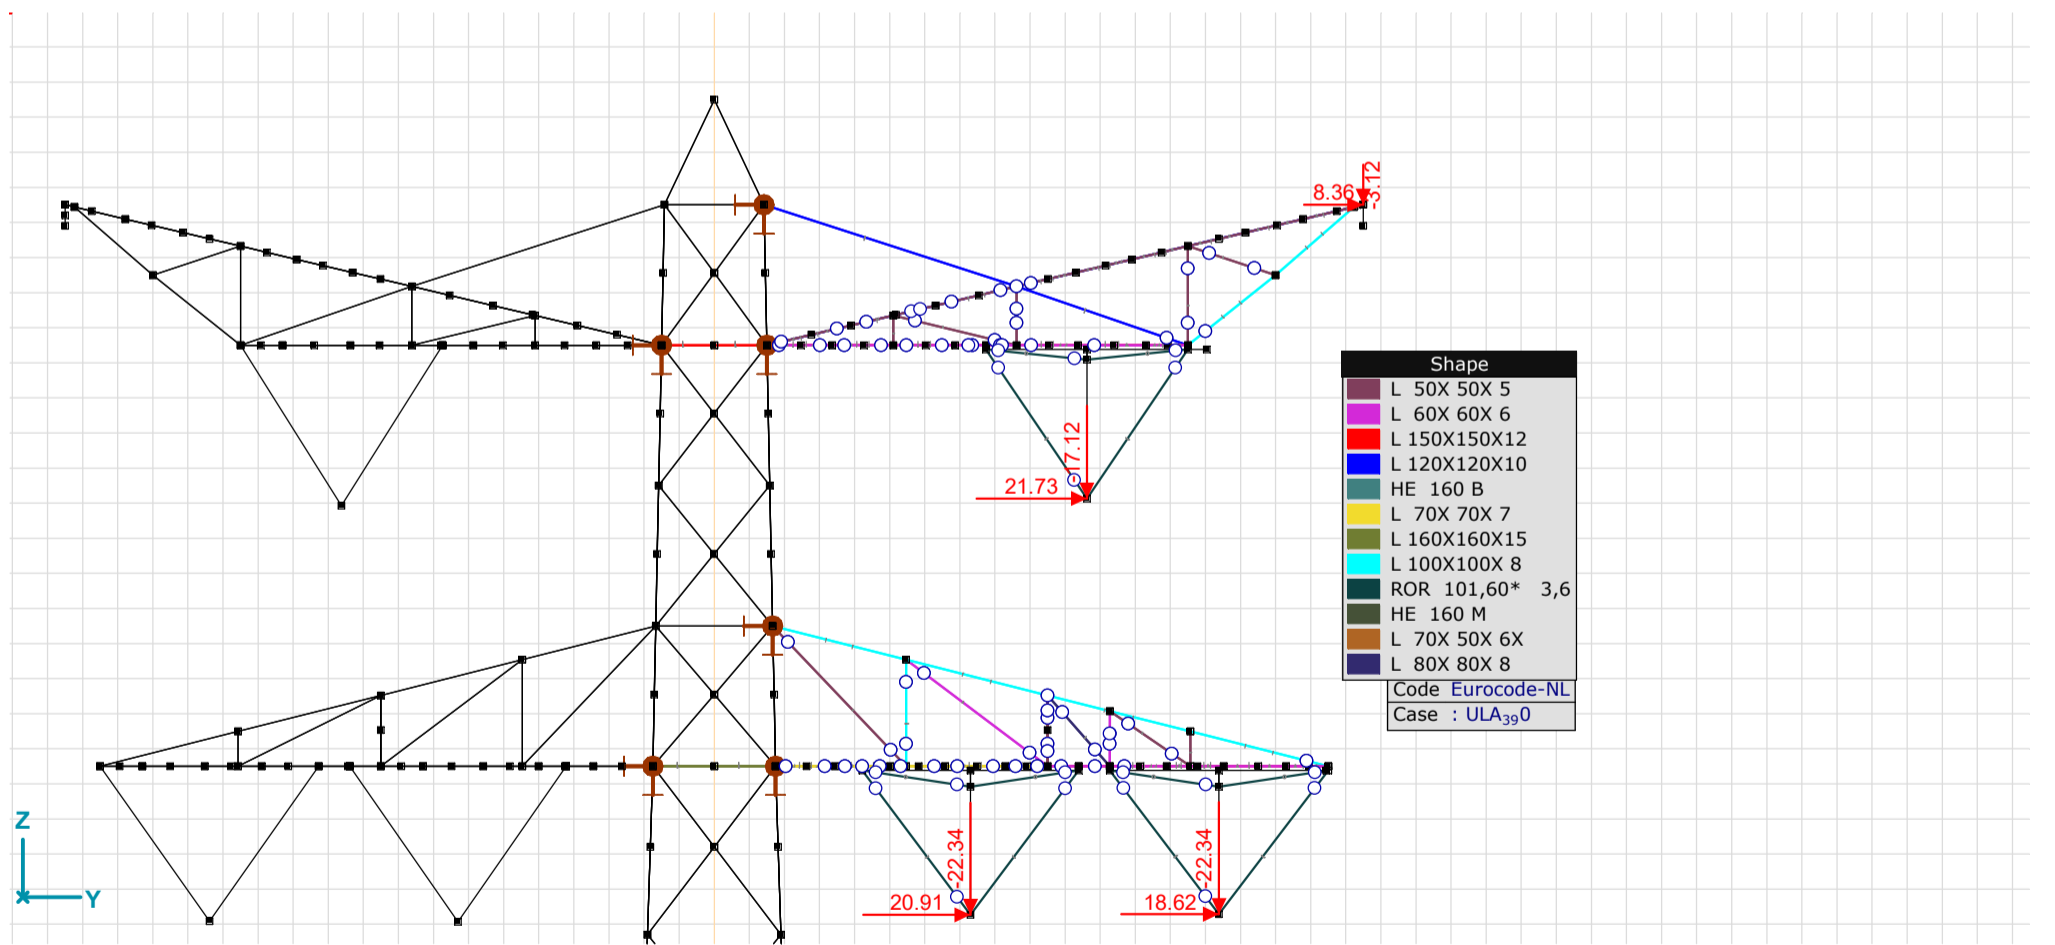 8.36
-3.12
21.73
-17.12
20.91
-22.34
18.62
-22.34
Shape
L 50X 50X 5
L 60X 60X 6
L 150X150X12
L 120X120X10
HE 160 B
L 70X 70X 7
L 160X160X15
L 100X100X 8
ROR 101,60* 3,6
HE 160 M
L 70X 50X 6X
L 80X 80X 8
Code Eurocode-NL
Case : ULA₃₉0
Z
Y